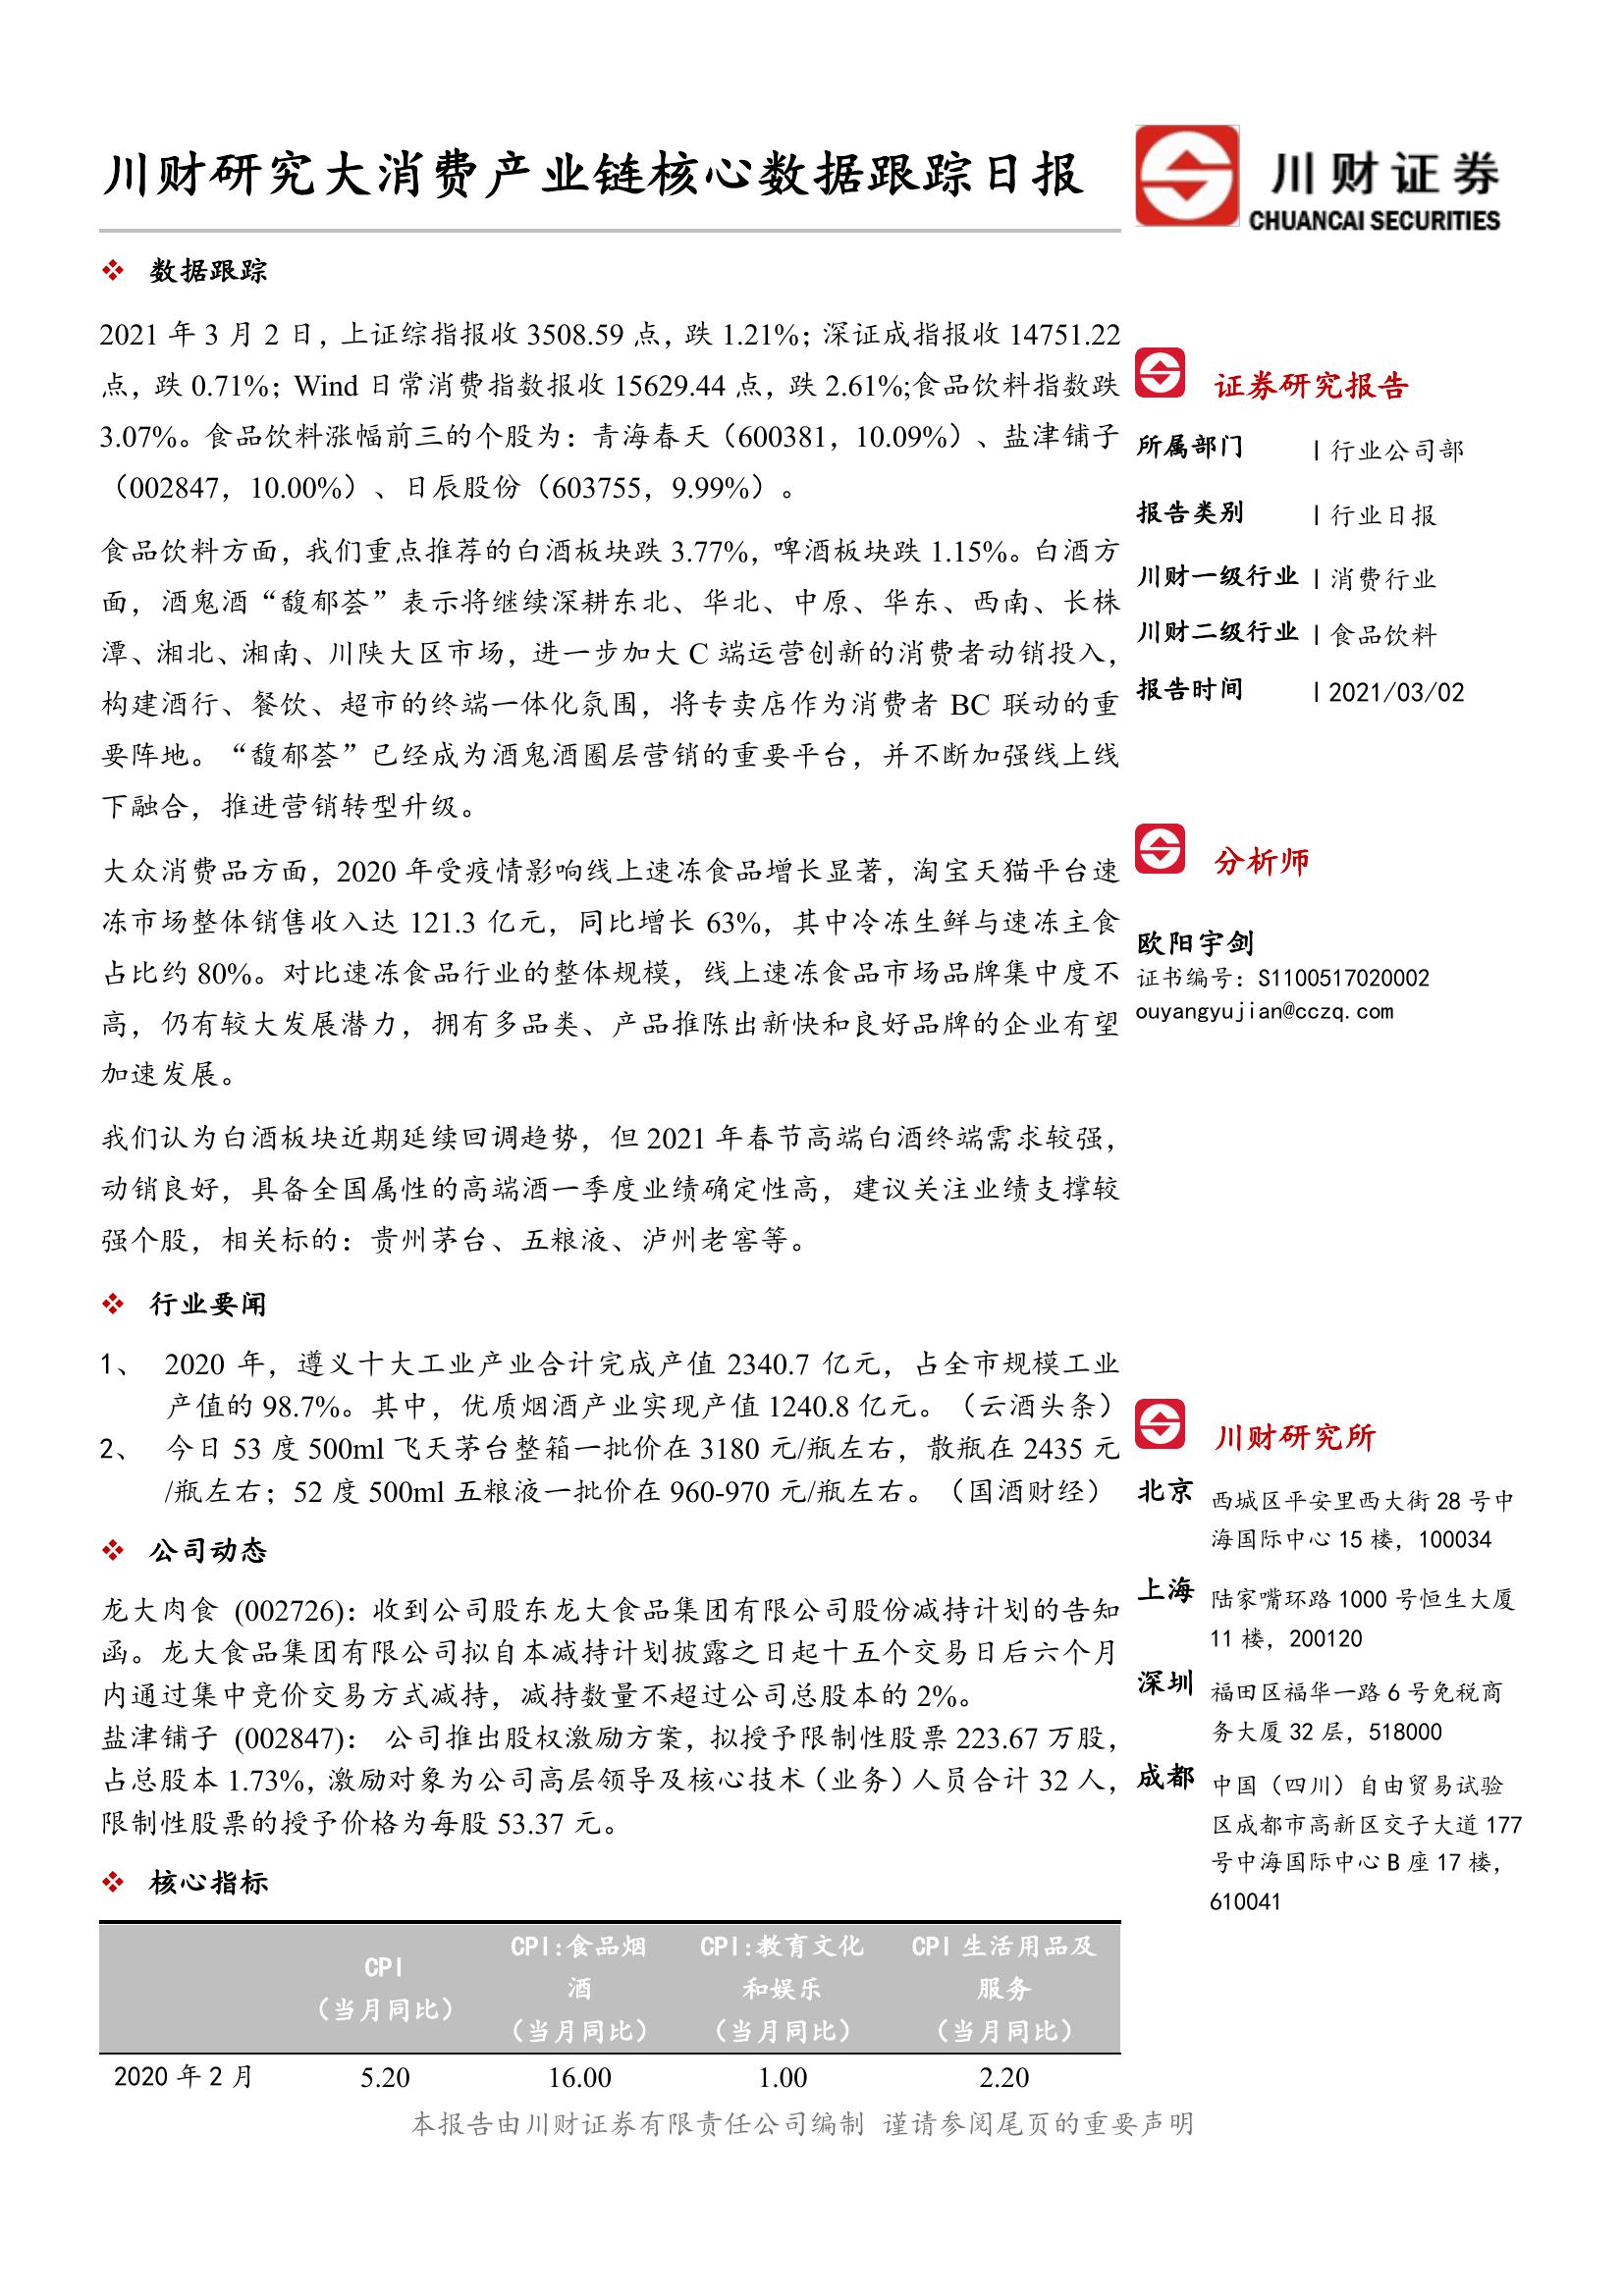 川财研究大消费产业链核心数据跟踪日报
川财证券
CHUANCAI SECURITIES
数据跟踪
2021 年 3 月 2 日，上证综指报收 3508.59 点，跌 1.21%；深证成指报收 14751.22
点，跌 0.71%；Wind 日常消费指数报收 15629.44 点，跌 2.61%;食品饮料指数跌
3.07%。食品饮料涨幅前三的个股为：青海春天（600381，10.09%）、盐津铺子
（002847，10.00%）、日辰股份（603755，9.99%）。
食品饮料方面，我们重点推荐的白酒板块跌 3.77%，啤酒板块跌 1.15%。白酒方
面，酒鬼酒“馥郁荟”表示将继续深耕东北、华北、中原、华东、西南、长株
潭、湘北、湘南、川陕大区市场，进一步加大 C 端运营创新的消费者动销投入，
构建酒行、餐饮、超市的终端一体化氛围，将专卖店作为消费者 BC 联动的重
要阵地。“馥郁荟”已经成为酒鬼酒圈层营销的重要平台，并不断加强线上线
下融合，推进营销转型升级。
大众消费品方面，2020 年受疫情影响线上速冻食品增长显著，淘宝天猫平台速
冻市场整体销售收入达 121.3 亿元，同比增长 63%，其中冷冻生鲜与速冻主食
占比约 80%。对比速冻食品行业的整体规模，线上速冻食品市场品牌集中度不
高，仍有较大发展潜力，拥有多品类、产品推陈出新快和良好品牌的企业有望
加速发展。
我们认为白酒板块近期延续回调趋势，但 2021 年春节高端白酒终端需求较强，
动销良好，具备全国属性的高端酒一季度业绩确定性高，建议关注业绩支撑较
强个股，相关标的：贵州茅台、五粮液、泸州老窖等。
行业要闻
1、 2020 年，遵义十大工业产业合计完成产值 2340.7 亿元，占全市规模工业
产值的 98.7%。其中，优质烟酒产业实现产值 1240.8 亿元。（云酒头条）
2、 今日 53 度 500ml 飞天茅台整箱一批价在 3180 元/瓶左右，散瓶在 2435 元
/瓶左右；52 度 500ml 五粮液一批价在 960-970 元/瓶左右。（国酒财经）
公司动态
龙大肉食 (002726)：收到公司股东龙大食品集团有限公司股份减持计划的告知
函。龙大食品集团有限公司拟自本减持计划披露之日起十五个交易日后六个月
内通过集中竞价交易方式减持，减持数量不超过公司总股本的 2%。
盐津铺子 (002847)： 公司推出股权激励方案，拟授予限制性股票 223.67 万股，
占总股本 1.73%，激励对象为公司高层领导及核心技术（业务）人员合计 32 人，
限制性股票的授予价格为每股 53.37 元。
核心指标
CPI
（当月同比）
CPI:食品烟
酒
（当月同比）
CPI:教育文化
和娱乐
（当月同比）
CPI 生活用品及
服务
（当月同比）
2020 年 2 月 5.20 16.00 1.00 2.20
证券研究报告
所属部门 | 行业公司部
报告类别 | 行业日报
川财一级行业 | 消费行业
川财二级行业 | 食品饮料
报告时间 | 2021/03/02
分析师
欧阳宇剑
证书编号：S1100517020002
ouyangyujian@cczq.com
川财研究所
北京 西城区平安里西大街 28 号中
海国际中心 15 楼，100034
上海 陆家嘴环路 1000 号恒生大厦
11 楼，200120
深圳 福田区福华一路 6 号免税商
务大厦 32 层，518000
成都 中国（四川）自由贸易试验
区成都市高新区交子大道 177
号中海国际中心 B 座 17 楼，
610041
本报告由川财证券有限责任公司编制 谨请参阅尾页的重要声明